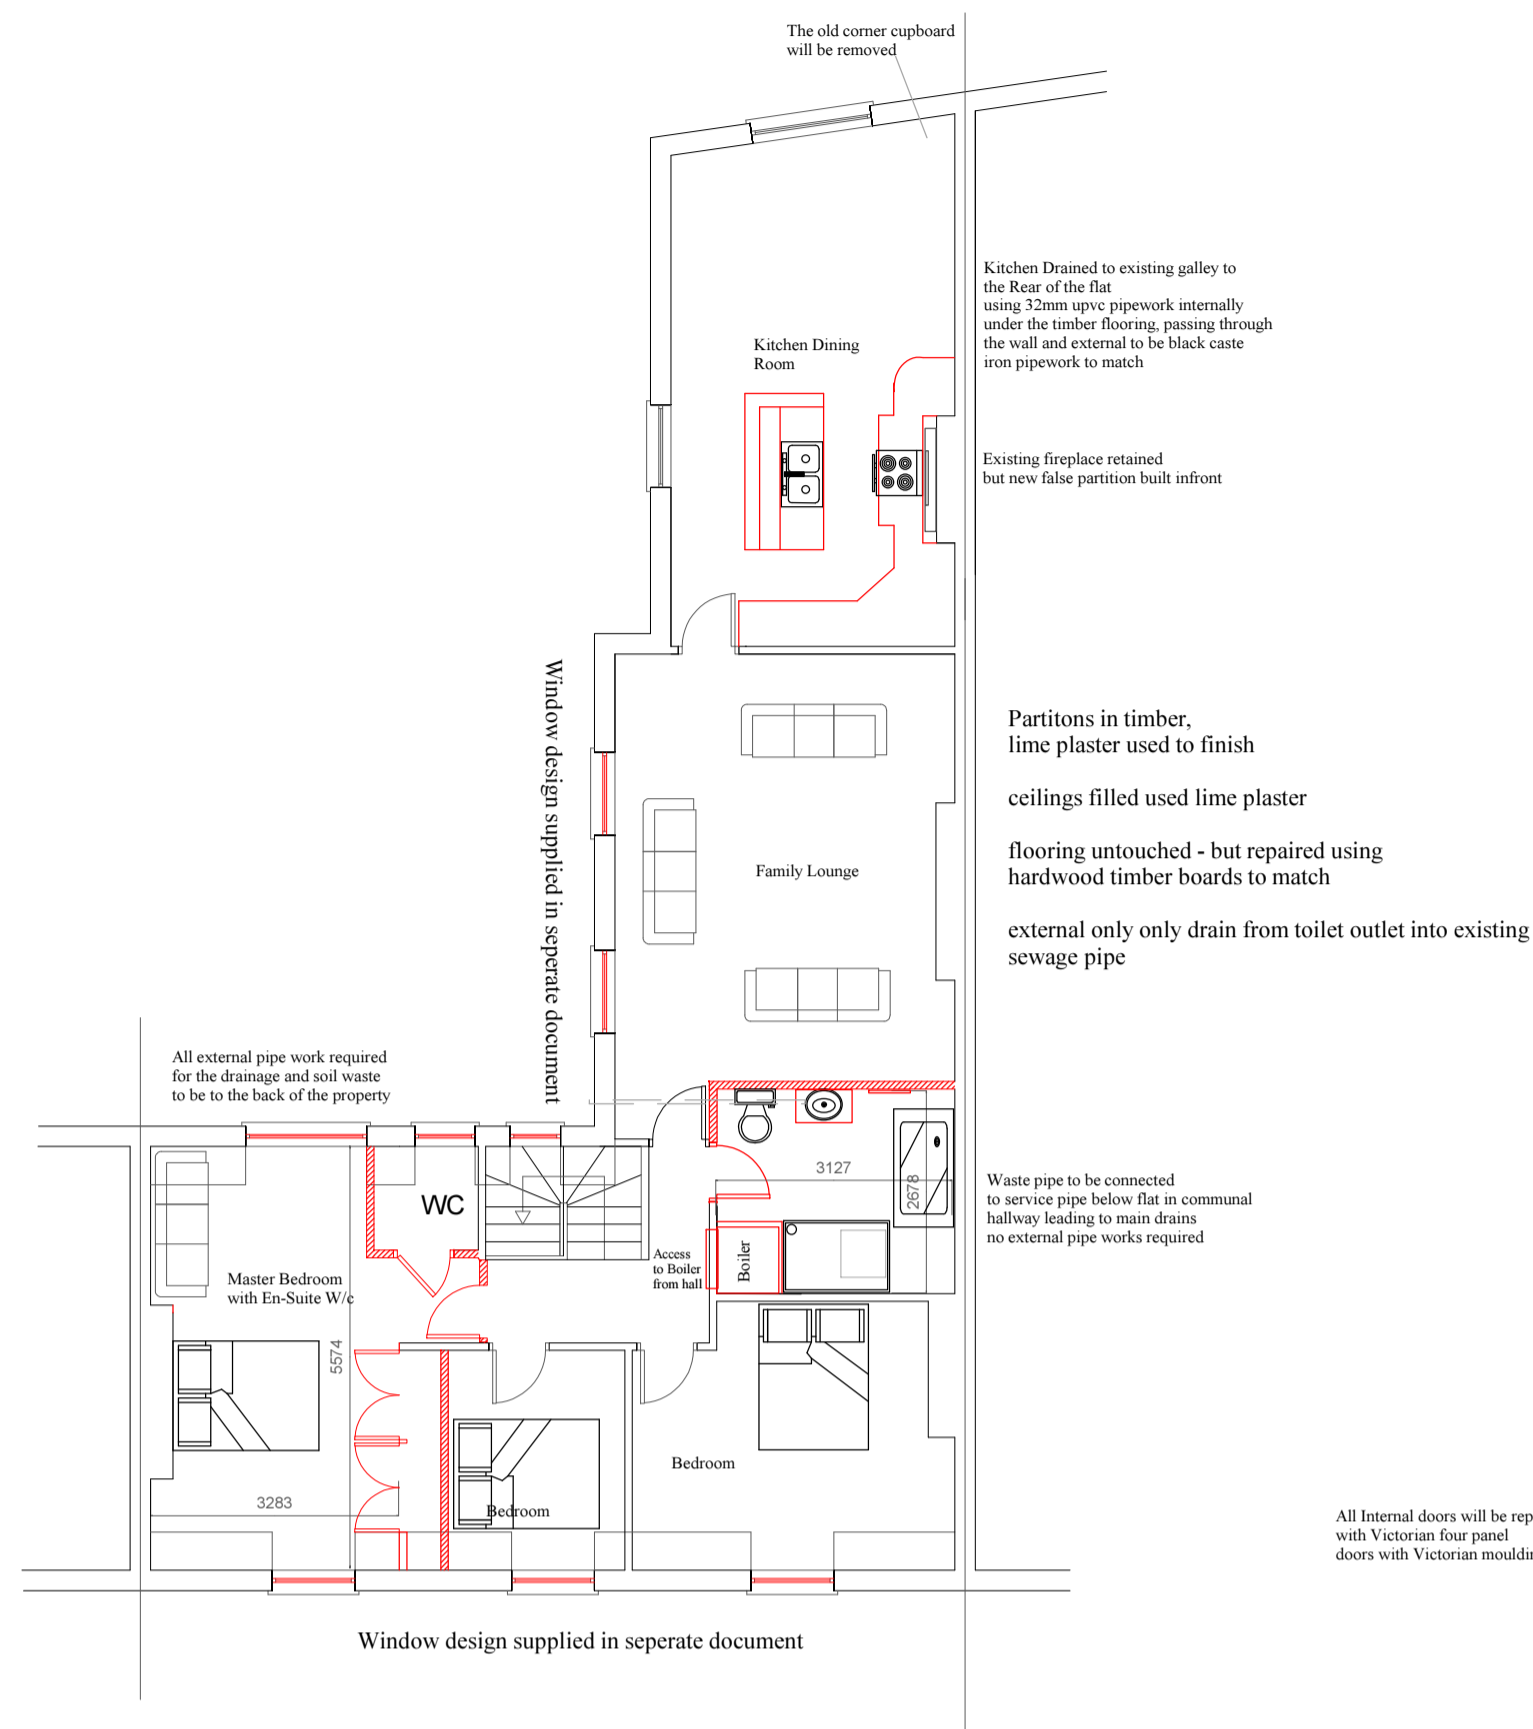 The old corner cupboard
will be removed
Kitchen Drained to existing galley to
the Rear of the flat
using 32mm upvc pipework internally
under the timber flooring, passing through
the wall and external to be black caste
iron pipework to match
Kitchen Dining
Room
Existing fireplace retained
but new false partition built infront
Window design supplied in seperate document
Partitons in timber,
lime plaster used to finish
ceilings filled used lime plaster
flooring untouched - but repaired using
hardwood timber boards to match
external only only drain from toilet outlet into existing
sewage pipe
Family Lounge
All external pipe work required
for the drainage and soil waste
to be to the back of the property
3127
2678
Waste pipe to be connected
to service pipe below flat in communal
hallway leading to main drains
no external pipe works required
WC
Access
to Boiler
from hall
Boiler
Master Bedroom
with En-Suite W/c
5574
3283
Bedroom
Bedroom
All Internal doors will be rep
with Victorian four panel
doors with Victorian mouldin
Window design supplied in seperate document